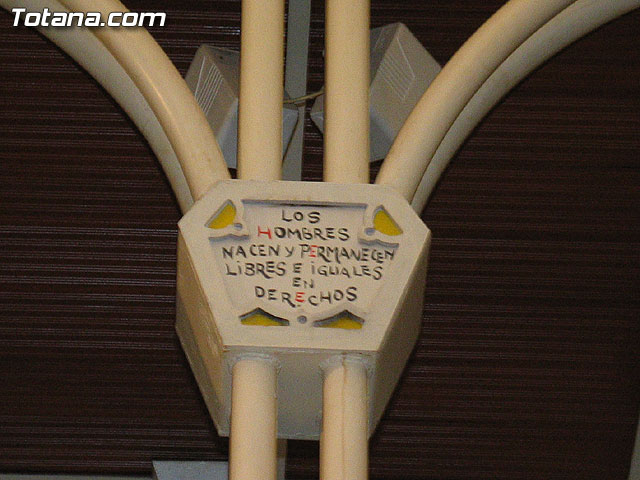 Totana.com
LOS
HOMBRES
NACEN Y PERMANECEN
LIBRES E IGUALES
EN
DERECHOS